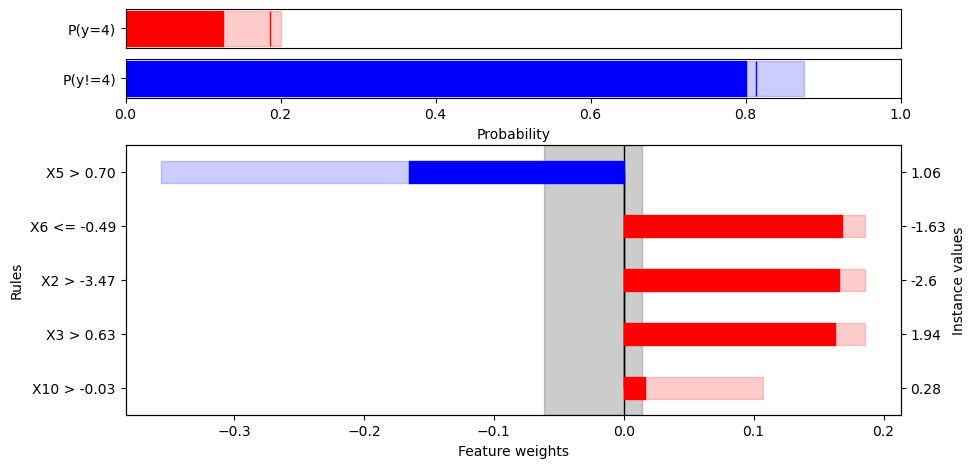 P(y=4)
P(y!=4)
0.0 0.2 0.4 0.6 0.8 1.0
Probability
X5 > 0.70 1.06
X6 <= -0.49 -1.63
X2 > -3.47 -2.6
X3 > 0.63 1.94
X10 > -0.03 0.28
Rules
Instance values
−0.3 −0.2 −0.1 0.0 0.1 0.2
Feature weights